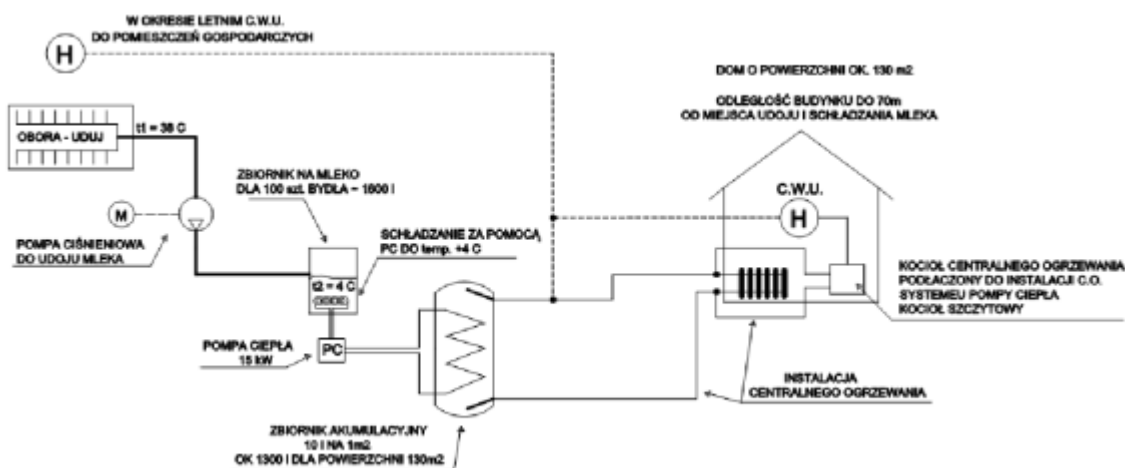 W OKRESIE LETNIM C.W.U.
DO POMIESZCZEŃ GOSPODARCZYCH
H
DOM O POWIERZCHNI OK. 130 m2
ODLEGŁOŚĆ BUDYNKU DO 70m
OD MIEJSCA UDOJU I SCHŁADZANIA MLEKA
OBORA - UDUJ
t1 = 38 C
ZBIORNIK NA MLEKO
DLA 100 szt. BYDŁA - 1600 l
C.W.U.
H
M
POMPA CIŚNIENIOWA
DO UDOJU MLEKA
SCHŁADZANIE ZA POMOCĄ
PC DO temp. +4 C
t2 = 4 C
KOCIOŁ CENTRALNEGO OGRZEWANIA
PODŁACZONY DO INSTALACJI C.O.
SYSTEMEU POMPY CIEPŁA
KOCIOŁ SZCZYTOWY
POMPA CIEPŁA
15 kW
PC
INSTALACJA
CENTRALNEGO OGRZEWANIA
ZBIORNIK AKUMULACYJNY
10 l NA 1m2
OK 1300 l DLA POWIERZCHNI 130m2